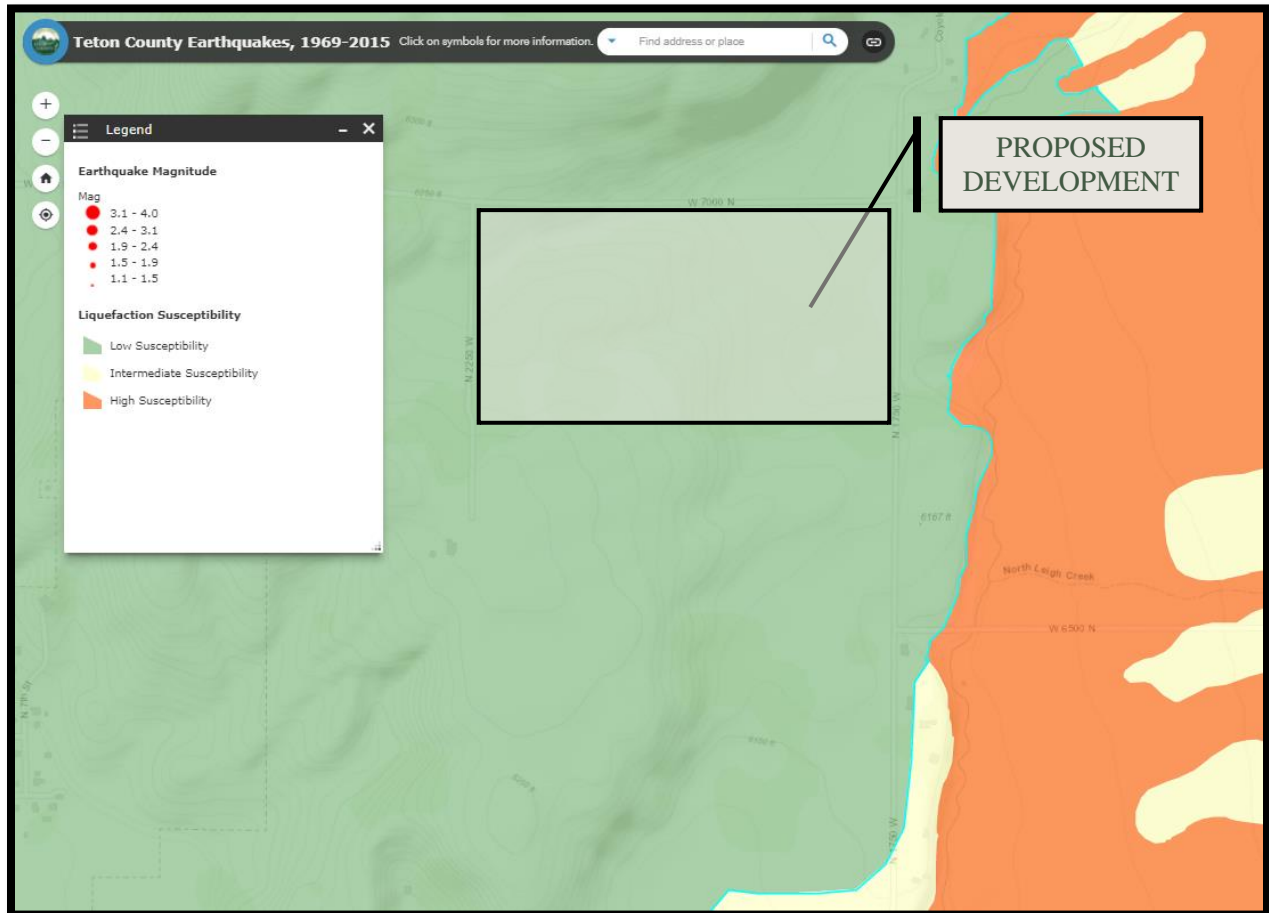 Teton County Earthquakes, 1969-2015 Click on symbols for more information. Find address or place
Legend
Earthquake Magnitude
Mag
3.1 - 4.0
2.4 - 3.1
1.9 - 2.4
1.5 - 1.9
1.1 - 1.5
Liquefaction Susceptibility
Low Susceptibility
Intermediate Susceptibility
High Susceptibility
PROPOSED
DEVELOPMENT
W 7000 N
N 2250 W
N 1750 W
6167 ft
North Leigh Creek
W 6500 N
N 7th St
N 1750 W